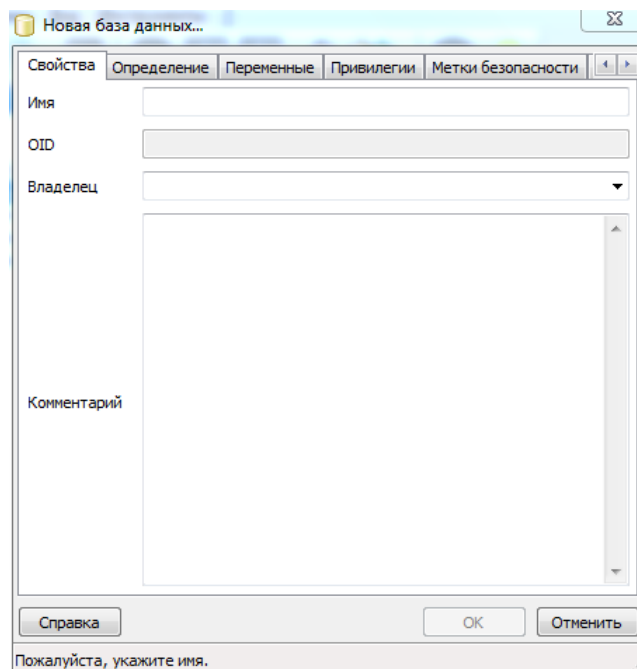 Новая база данных...
Свойства Определение Переменные Привилегии Метки безопасности
Имя
OID
Владелец
Комментарий
Справка OK Отменить
Пожалуйста, укажите имя.